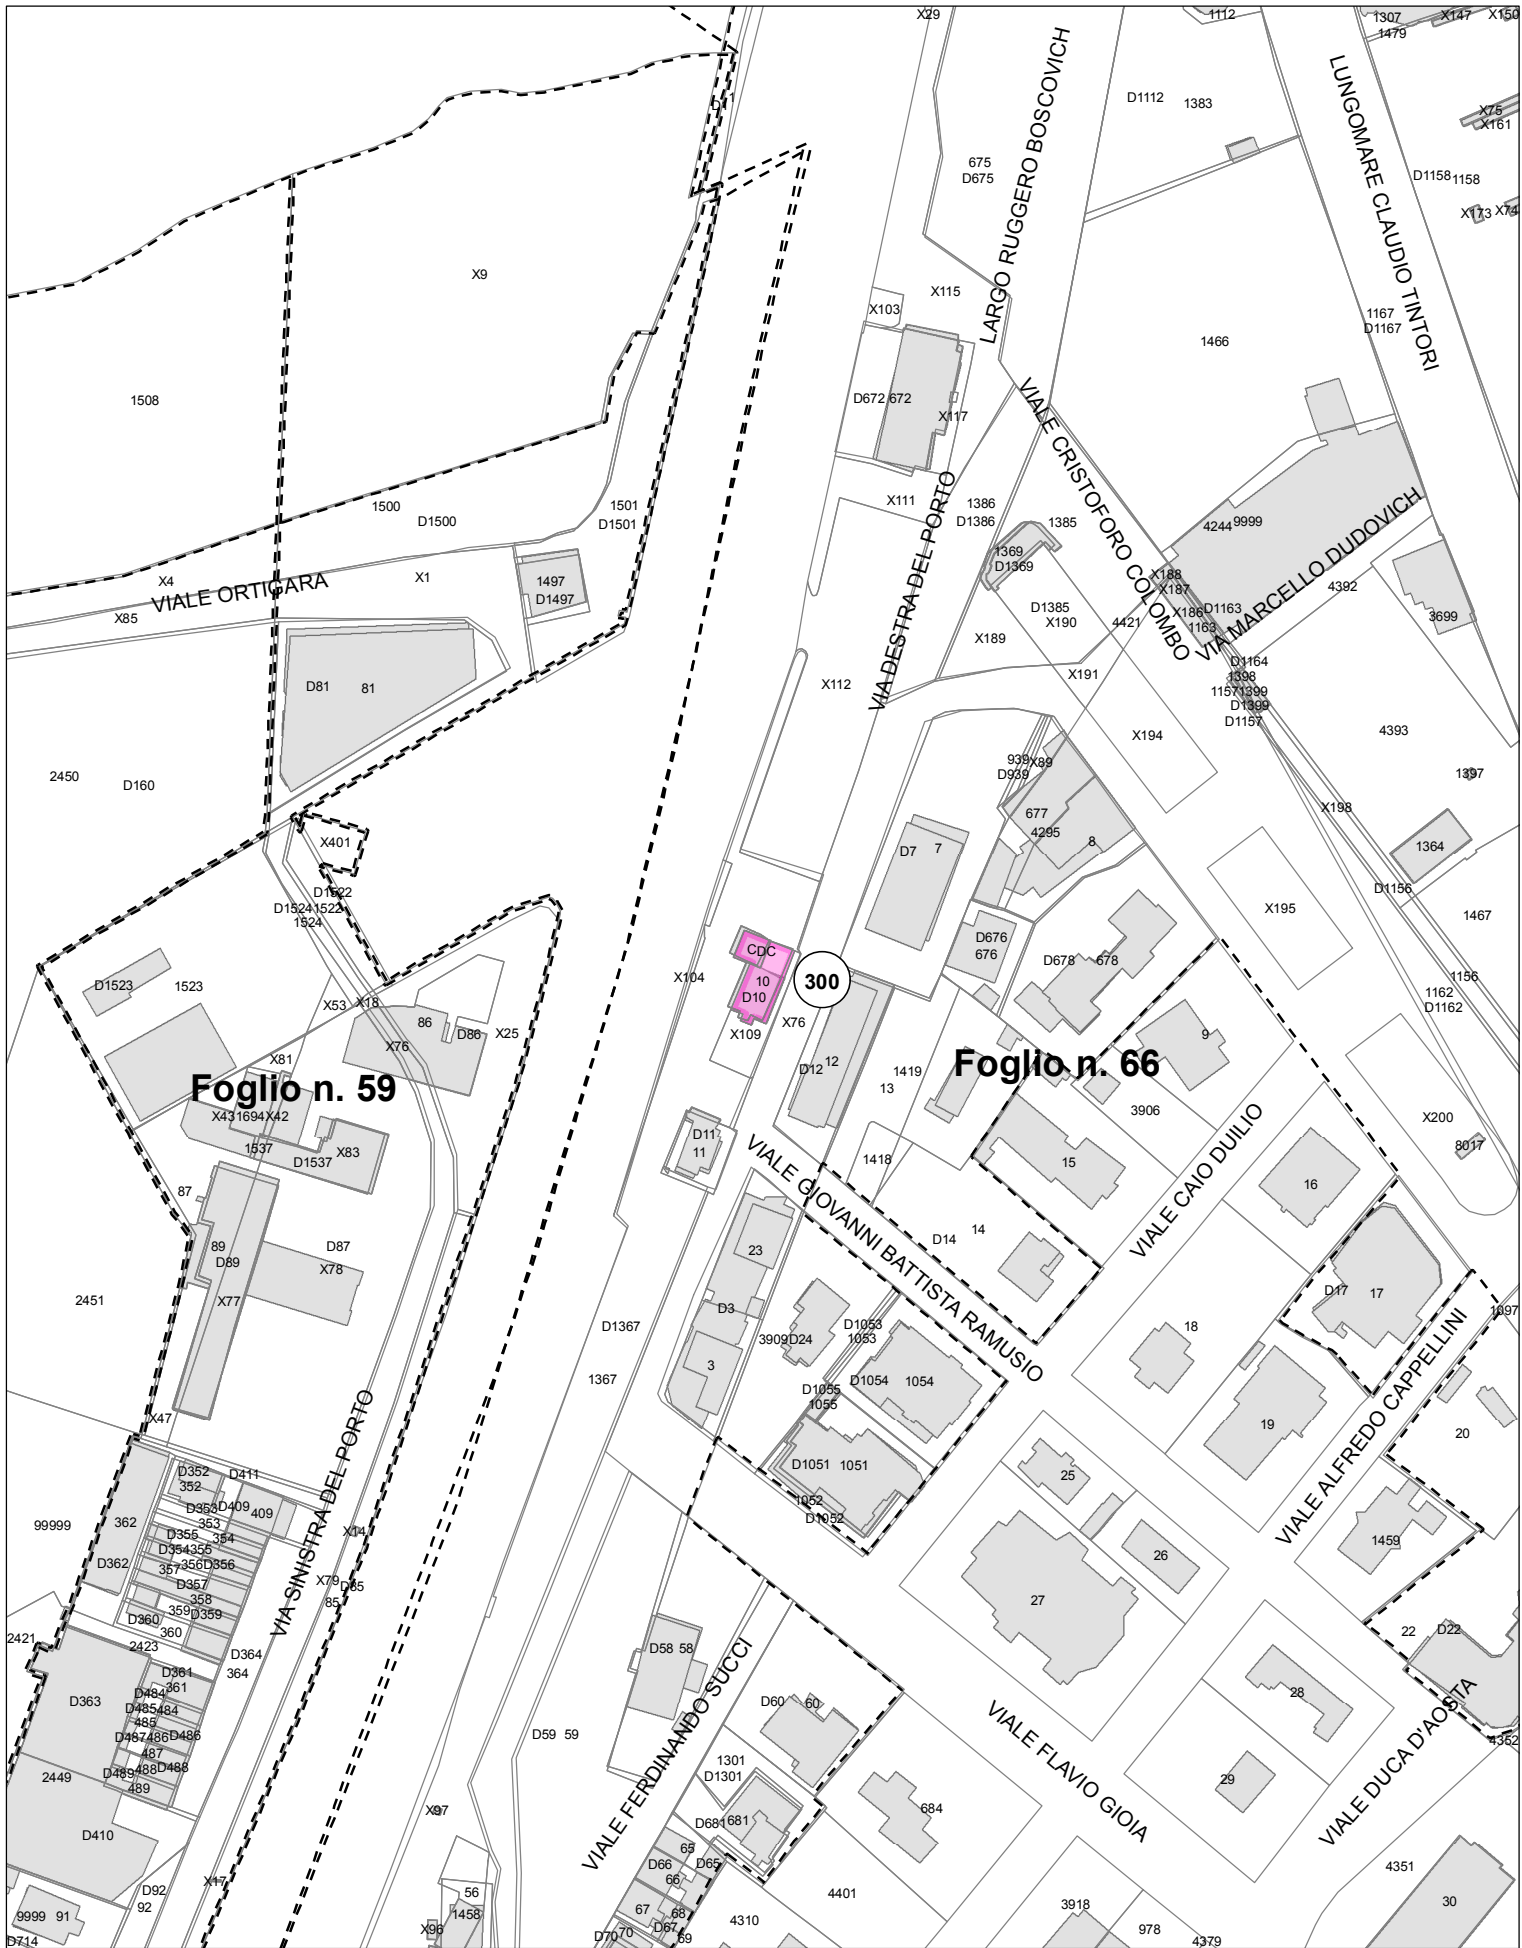 X29
1112
1307
X147
X150
1479
D1112
1383
X75
X161
LARGO RUGGERO BOSCOVICH
LUNGOMARE CLAUDIO TINTORI
675
D675
D1158
1158
X173
X74
X9
X115
X103
1167
D1167
1466
1508
D672
672
X117
VIALE CRISTOFORO COLOMBO
1500
D1500
1501
D1501
X111
1386
D1386
1385
4244
9999
VIA MARCELLO DUDOVICH
VIA DESTRA DEL PORTO
1369
D1369
X4
VIALE ORTIGARA
X1
X85
1497
D1497
X188
X187
X186
D1163
1163
4392
3699
D1385
X190
4421
X189
D1164
1398
1157
1399
D1399
D1157
D81
81
X112
X191
X194
4393
2450
D160
939
X89
D939
1397
X198
677
4295
8
X401
D7
7
1364
D1522
D1524
1522
1524
D1156
X195
1467
CDC
D676
676
D678
678
D1523
1523
X104
10
D10
300
1156
1162
D1162
X53
X18
86
D86
X25
X76
X109
X76
9
X81
Foglio n. 59
Foglio n. 66
D12
12
1419
13
3906
X43
1694
X42
X200
8017
1537
D1537
X83
D11
11
VIALE GIOVANNI BATTISTA RAMUSIO
1418
15
VIALE CAIO DUILIO
16
87
89
D89
D87
X78
23
D14
14
X77
2451
D3
D17
17
1097
D1367
3909
D24
D1053
1053
18
3
1367
D1054
1054
D1055
1055
VIALE ALFREDO CAPPELLINI
X47
19
20
VIA SINISTRA DEL PORTO
D1051
1051
25
D352
352
D411
1052
D1052
D353
D409
409
353
99999
362
X14
D355
354
D354
355
D362
357
356
D356
1459
26
D357
X79
D85
358
85
27
359
D359
D360
360
2421
2423
D364
364
D58
58
VIALE FERDINANDO SUCCI
22
D22
D361
361
D363
D484
D485
484
485
D487
486
D486
487
D60
60
28
VIALE FLAVIO GIOIA
VIALE DUCA D'AOSTA
D59
59
4352
2449
D489
488
D488
489
1301
D1301
29
X97
D681
681
684
D410
65
D66
D65
66
4351
X17
D92
92
56
4401
9999
91
1458
67
68
30
X96
D67
4310
3918
978
D714
D70
70
69
4379